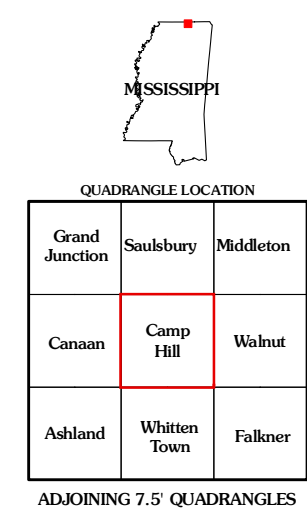 MISSISSIPPI
QUADRANGLE LOCATION
Grand
Junction
Saulsbury
Middleton
Canaan
Camp
Hill
Walnut
Ashland
Whitten
Town
Falkner
ADJOINING 7.5' QUADRANGLES